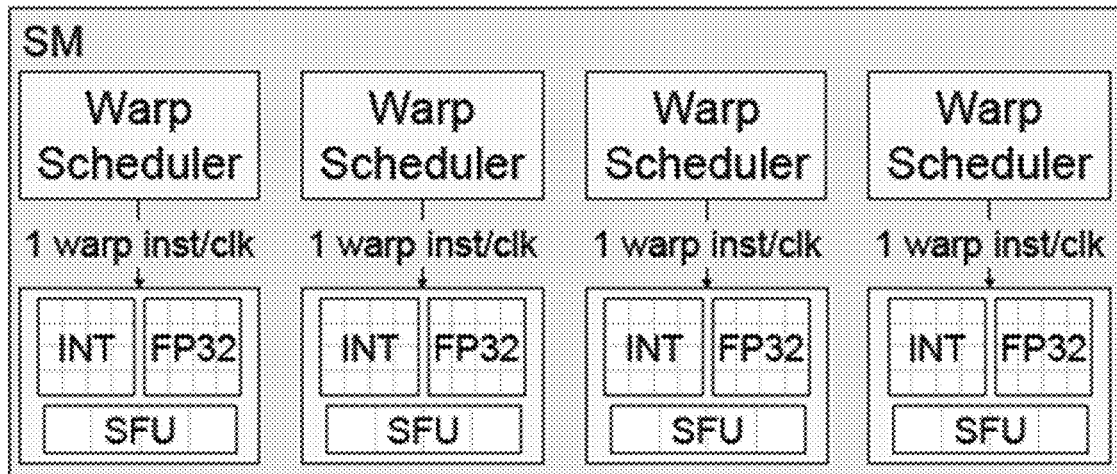 SM
Warp Scheduler
Warp Scheduler
Warp Scheduler
Warp Scheduler
1 warp inst/clk
1 warp inst/clk
1 warp inst/clk
1 warp inst/clk
INT FP32
INT FP32
INT FP32
INT FP32
SFU
SFU
SFU
SFU